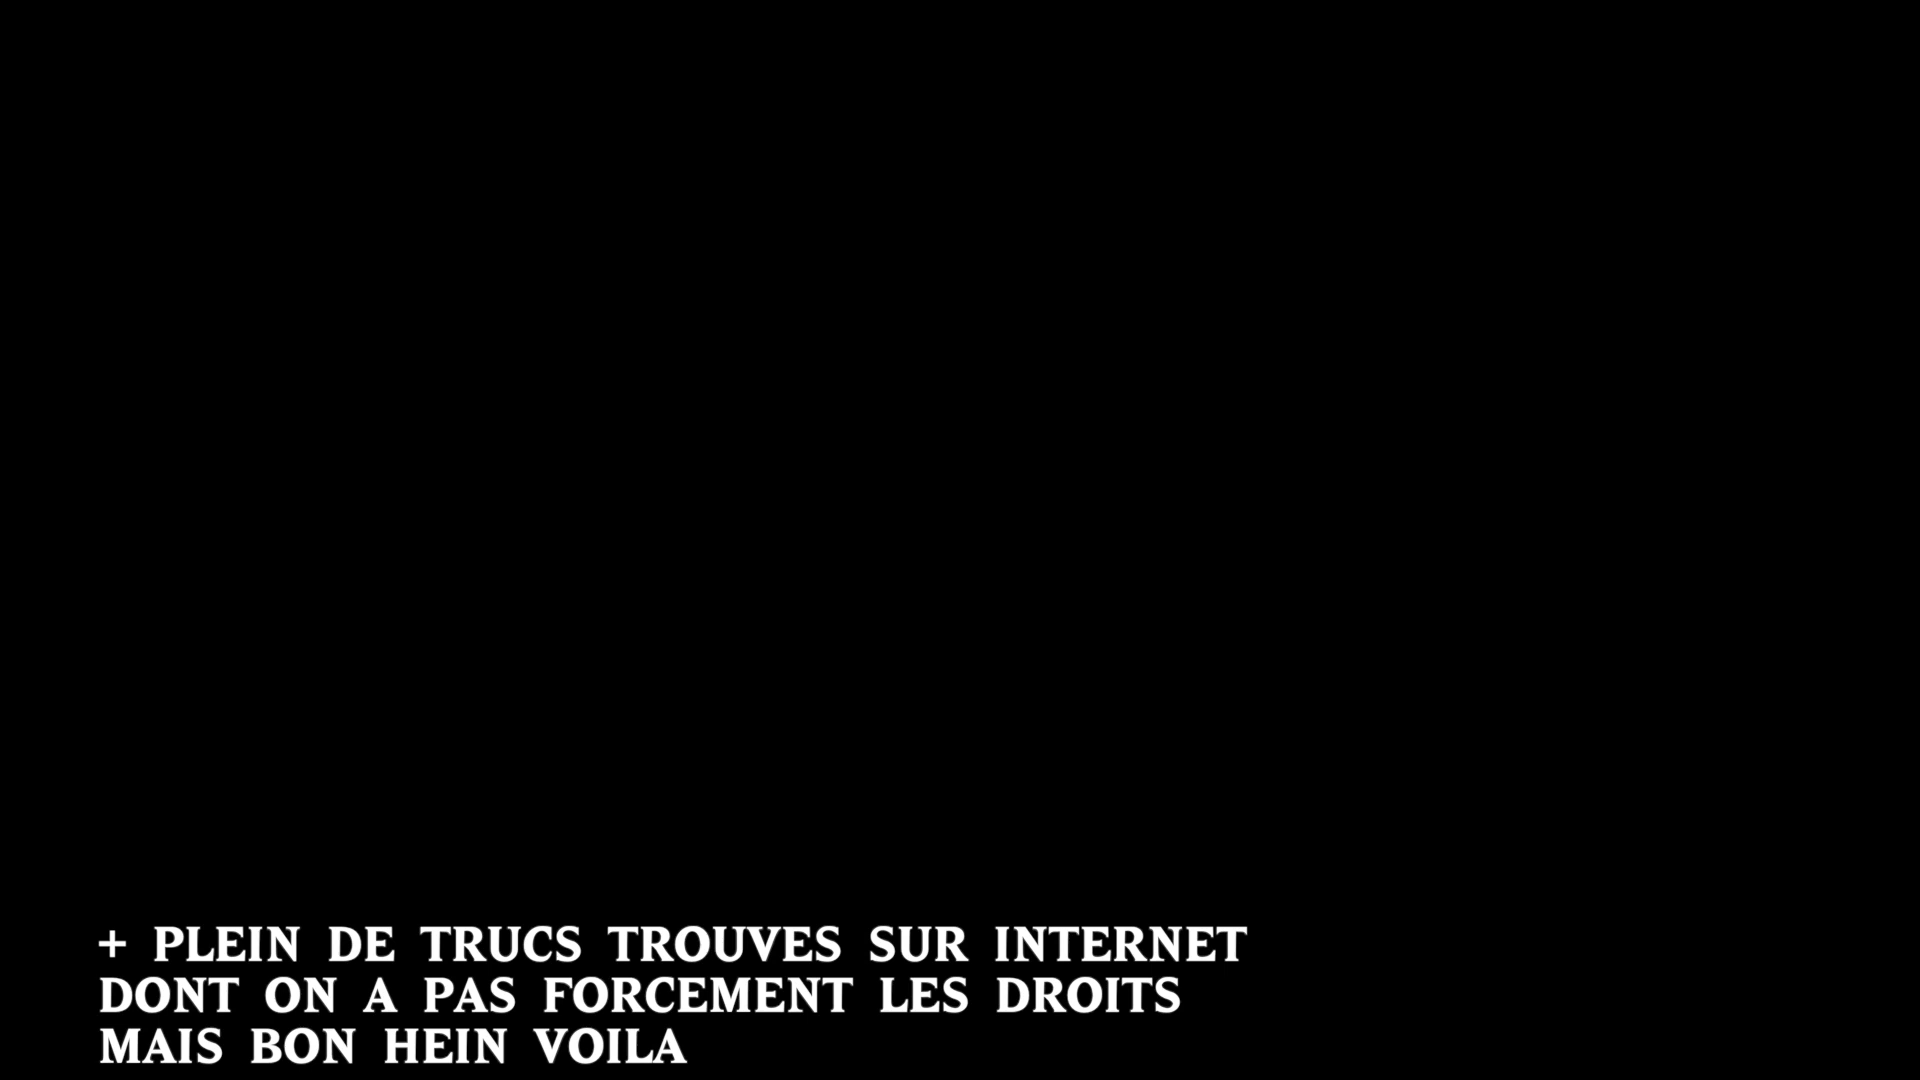 + PLEIN DE TRUCS TROUVES SUR INTERNET
DONT ON A PAS FORCEMENT LES DROITS
MAIS BON HEIN VOILA